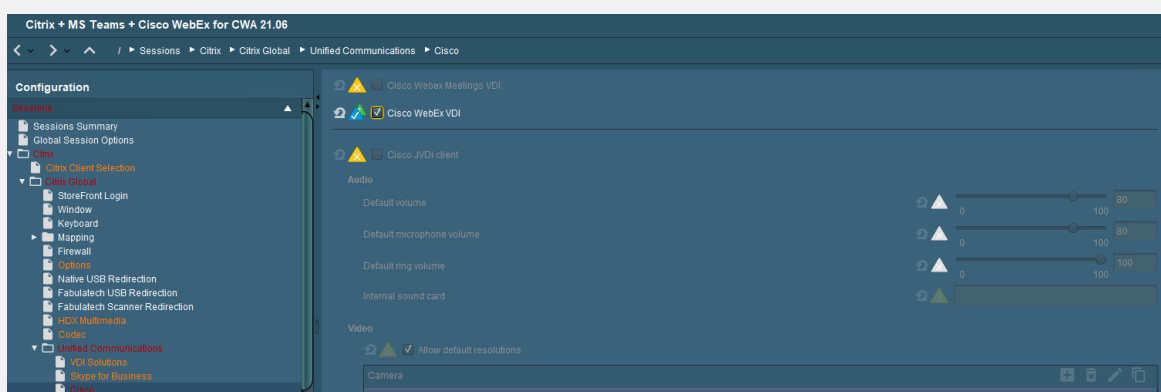 Citrix + MS Teams + Cisco WebEx for CWA 21.06
/ ► Sessions ► Citrix ► Citrix Global ► Unified Communications ► Cisco
Configuration
Sessions
Sessions Summary
Global Session Options
Citrix
Citrix Client Selection
Citrix Global
StoreFront Login
Window
Keyboard
Mapping
Firewall
Options
Native USB Redirection
Fabulatech USB Redirection
Fabulatech Scanner Redirection
HDX Multimedia
Codec
Unified Communications
VDI Solutions
Skype for Business
Cisco
Cisco Webex Meetings VDI
Cisco WebEx VDI
Cisco JVDI client
Audio
Default volume
0 100 80
Default microphone volume
0 100 80
Default ring volume
0 100 100
Internal sound card
Video
Allow default resolutions
Camera